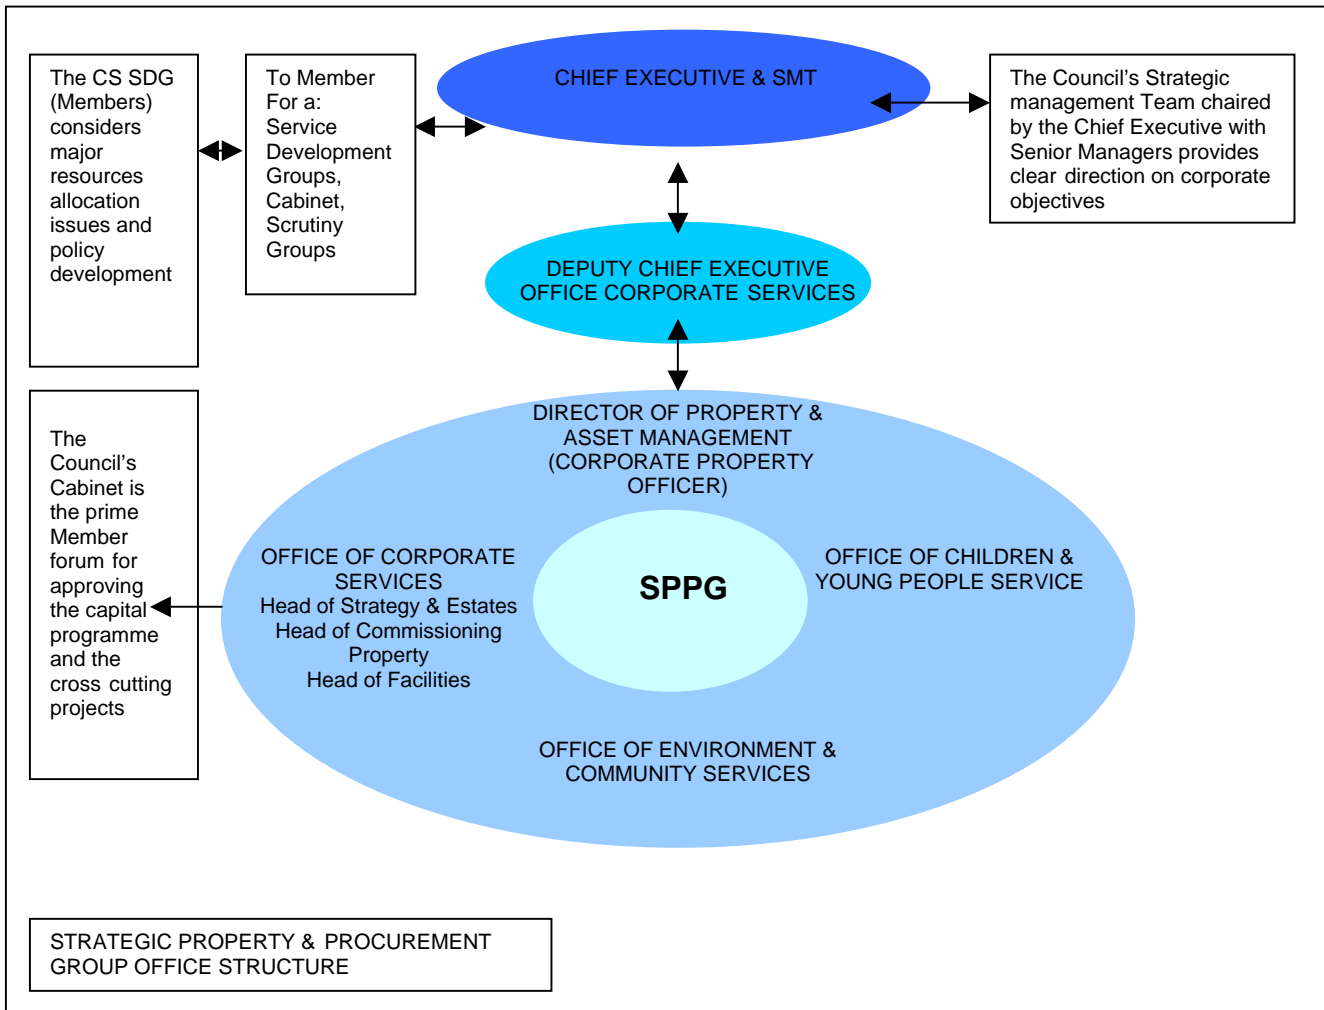 The CS SDG
(Members)
considers
major
resources
allocation
issues and
policy
development
To Member
For a:
Service
Development
Groups,
Cabinet,
Scrutiny
Groups
CHIEF EXECUTIVE & SMT
The Council's Strategic
management Team chaired
by the Chief Executive with
Senior Managers provides
clear direction on corporate
objectives
DEPUTY CHIEF EXECUTIVE
OFFICE CORPORATE SERVICES
The
Council's
Cabinet is
the prime
Member
forum for
approving
the capital
programme
and the
cross cutting
projects
DIRECTOR OF PROPERTY &
ASSET MANAGEMENT
(CORPORATE PROPERTY
OFFICER)
OFFICE OF CORPORATE
SERVICES
Head of Strategy & Estates
Head of Commissioning
Property
Head of Facilities
SPPG
OFFICE OF CHILDREN &
YOUNG PEOPLE SERVICE
OFFICE OF ENVIRONMENT &
COMMUNITY SERVICES
STRATEGIC PROPERTY & PROCUREMENT
GROUP OFFICE STRUCTURE